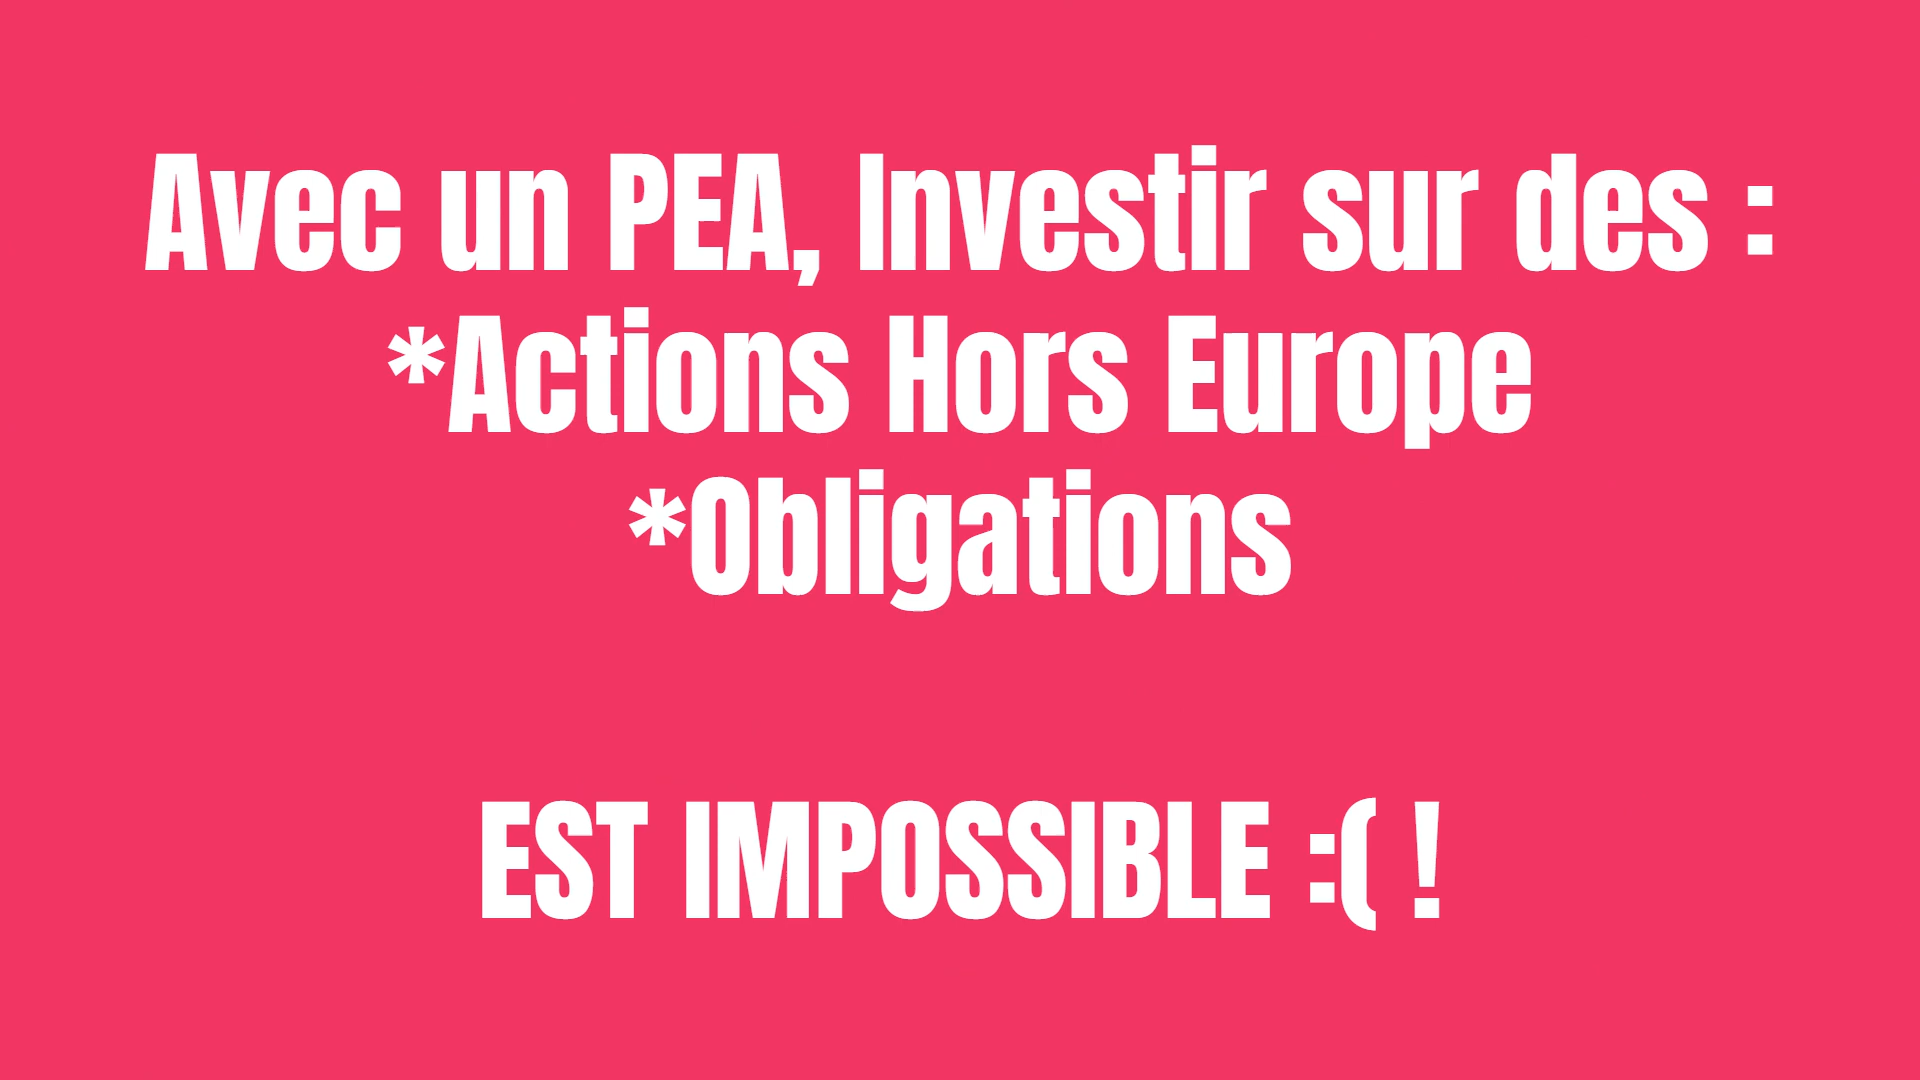 Avec un PEA, Investir sur des :
*Actions Hors Europe
*Obligations
EST IMPOSSIBLE :( !